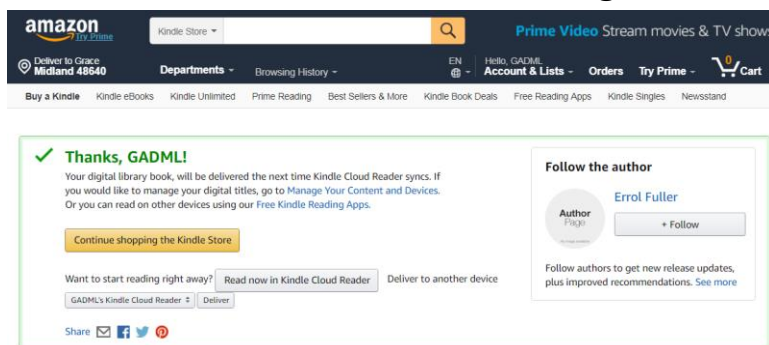 amazon
Try Prime
Kindle Store
Prime Video Stream movies & TV shows
Deliver to Grace
Midland 48640
Departments
Browsing History
EN
Hello, GADML
Account & Lists
Orders
Try Prime
0
Cart
Buy a Kindle Kindle eBooks Kindle Unlimited Prime Reading Best Sellers & More Kindle Book Deals Free Reading Apps Kindle Singles Newsstand
Thanks, GADML!
Your digital library book, will be delivered the next time Kindle Cloud Reader syncs. If
you would like to manage your digital titles, go to Manage Your Content and Devices.
Or you can read on other devices using our Free Kindle Reading Apps.
Continue shopping the Kindle Store
Want to start reading right away? Read now in Kindle Cloud Reader Deliver to another device
GADML's Kindle Cloud Reader Deliver
Share
Follow the author
Author
Page
Errol Fuller
+ Follow
Follow authors to get new release updates,
plus improved recommendations. See more